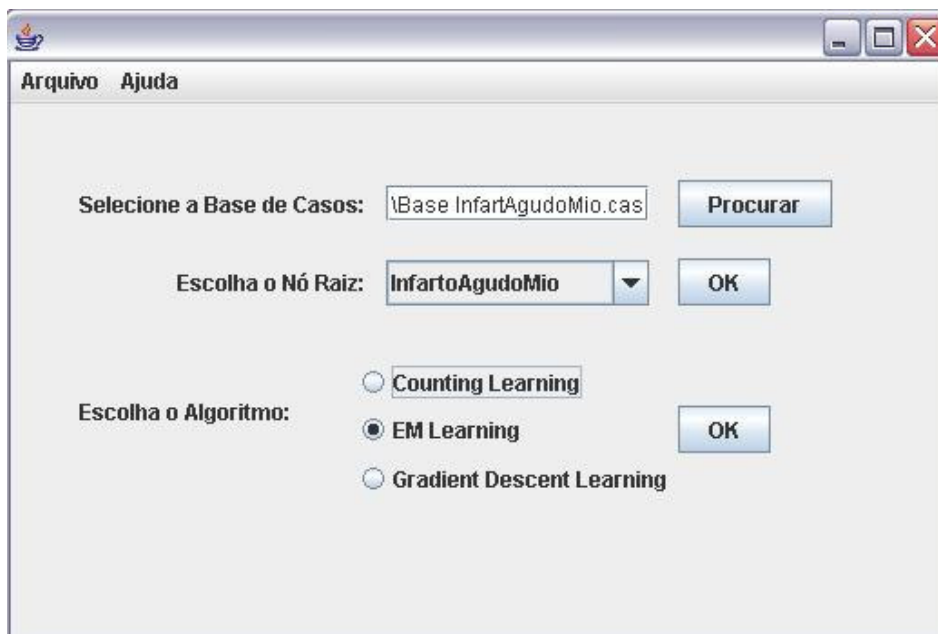 Arquivo Ajuda
Selecione a Base de Casos: \Base InfartAgudoMio.cas Procurar
Escolha o Nó Raiz: InfartoAgudoMio OK
Counting Learning
Escolha o Algoritmo:
EM Learning OK
Gradient Descent Learning